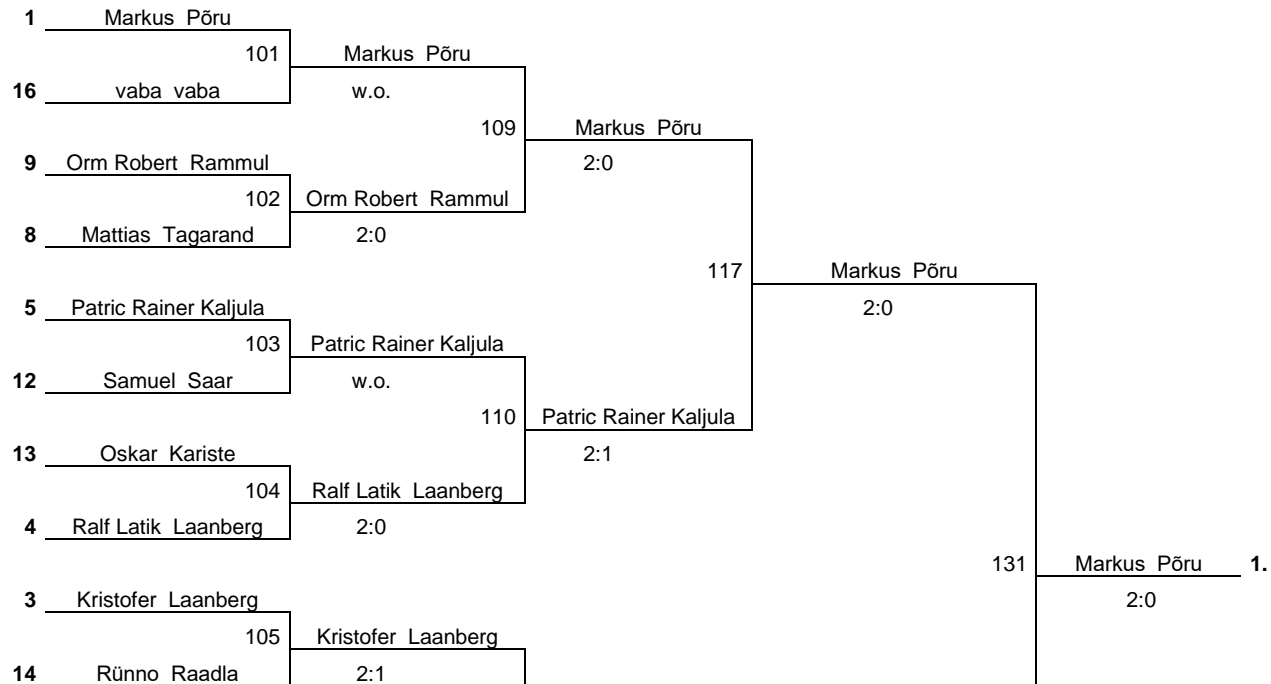 1 Markus Põru
101 Markus Põru
16 vaba vaba w.o.
109 Markus Põru
9 Orm Robert Rammul 2:0
102 Orm Robert Rammul
8 Mattias Tagarand 2:0
117 Markus Põru
5 Patric Rainer Kaljula 2:0
103 Patric Rainer Kaljula
12 Samuel Saar w.o.
110 Patric Rainer Kaljula
13 Oskar Kariste 2:1
104 Ralf Latik Laanberg
4 Ralf Latik Laanberg 2:0
131 Markus Põru 1.
3 Kristofer Laanberg 2:0
105 Kristofer Laanberg
14 Rünno Raadla 2:1